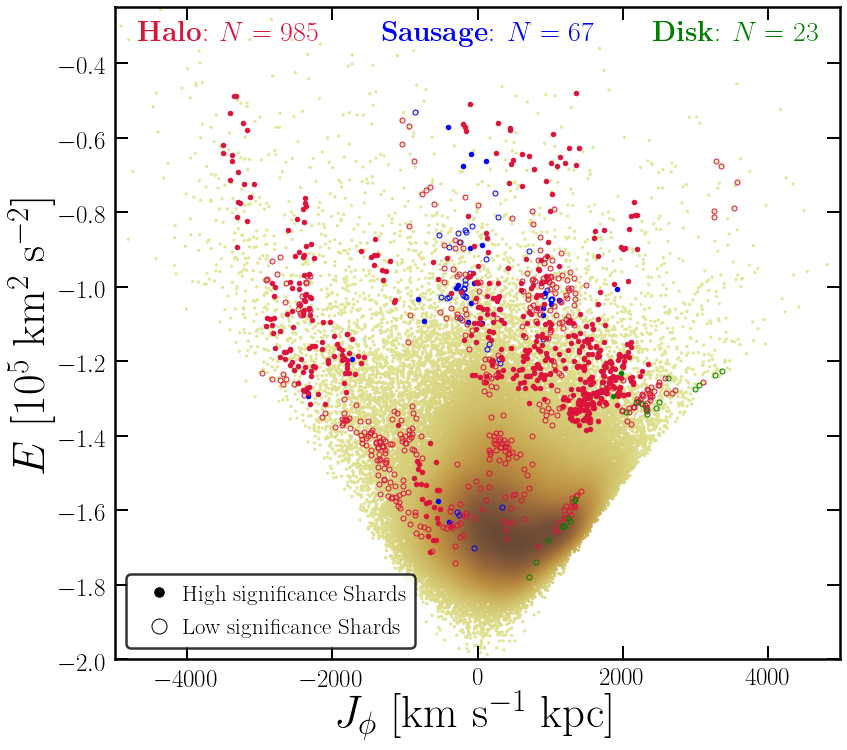 Halo: N = 985 Sausage: N = 67 Disk: N = 23
E [10⁵ km² s⁻²]
−0.4
−0.6
−0.8
−1.0
−1.2
−1.4
−1.6
−1.8
−2.0
High significance Shards
Low significance Shards
−4000 −2000 0 2000 4000
J_ϕ [km s⁻¹ kpc]